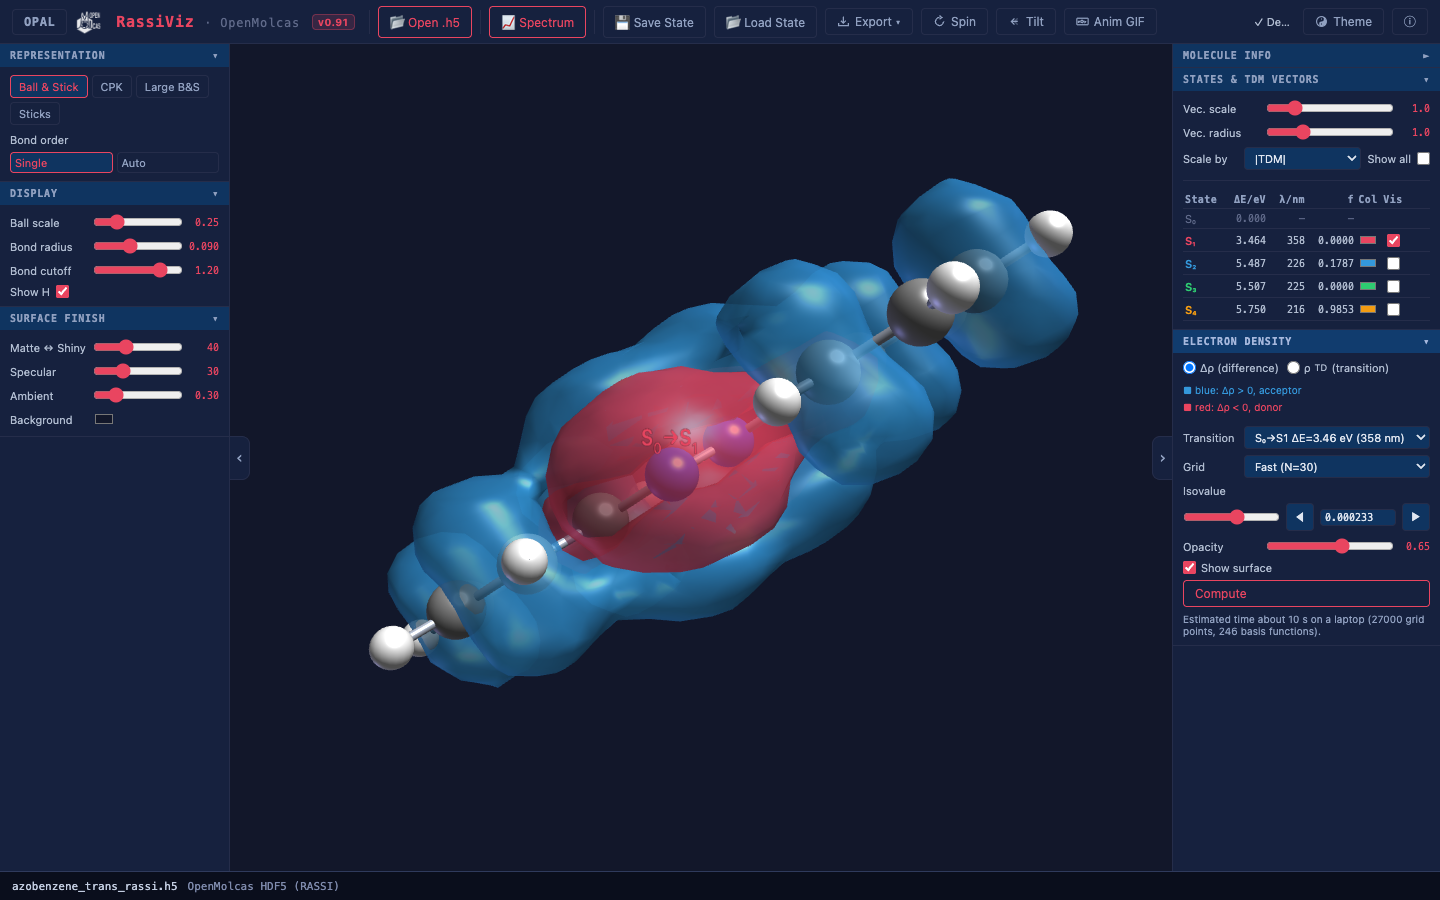 OPAL RassiViz · OpenMolcas v0.91 Open .h5 Spectrum Save State Load State Export ▾ Spin Tilt Anim GIF ✓ De... Theme ⓘ
REPRESENTATION ▾
Ball & Stick CPK Large B&S
Sticks
Bond order
Single Auto
DISPLAY ▾
Ball scale 0.25
Bond radius 0.090
Bond cutoff 1.20
Show H
SURFACE FINISH ▾
Matte ⇔ Shiny 40
Specular 30
Ambient 0.30
Background
S₀→S₁
MOLECULE INFO ►
STATES & TDM VECTORS ▾
Vec. scale 1.0
Vec. radius 1.0
Scale by |TDM| Show all
State ΔE/eV λ/nm f Col Vis
S₀ 0.000 — —
S₁ 3.464 358 0.0000
S₂ 5.487 226 0.1787
S₃ 5.507 225 0.0000
S₄ 5.750 216 0.9853
ELECTRON DENSITY ▾
Δρ (difference) ρ TD (transition)
■ blue: Δρ > 0, acceptor
■ red: Δρ < 0, donor
Transition S₀→S1 ΔE=3.46 eV (358 nm)
Grid Fast (N=30)
Isovalue
◀ 0.000233 ▶
Opacity 0.65
Show surface
Compute
Estimated time about 10 s on a laptop (27000 grid
points, 246 basis functions).
azobenzene_trans_rassi.h5 OpenMolcas HDF5 (RASSI)